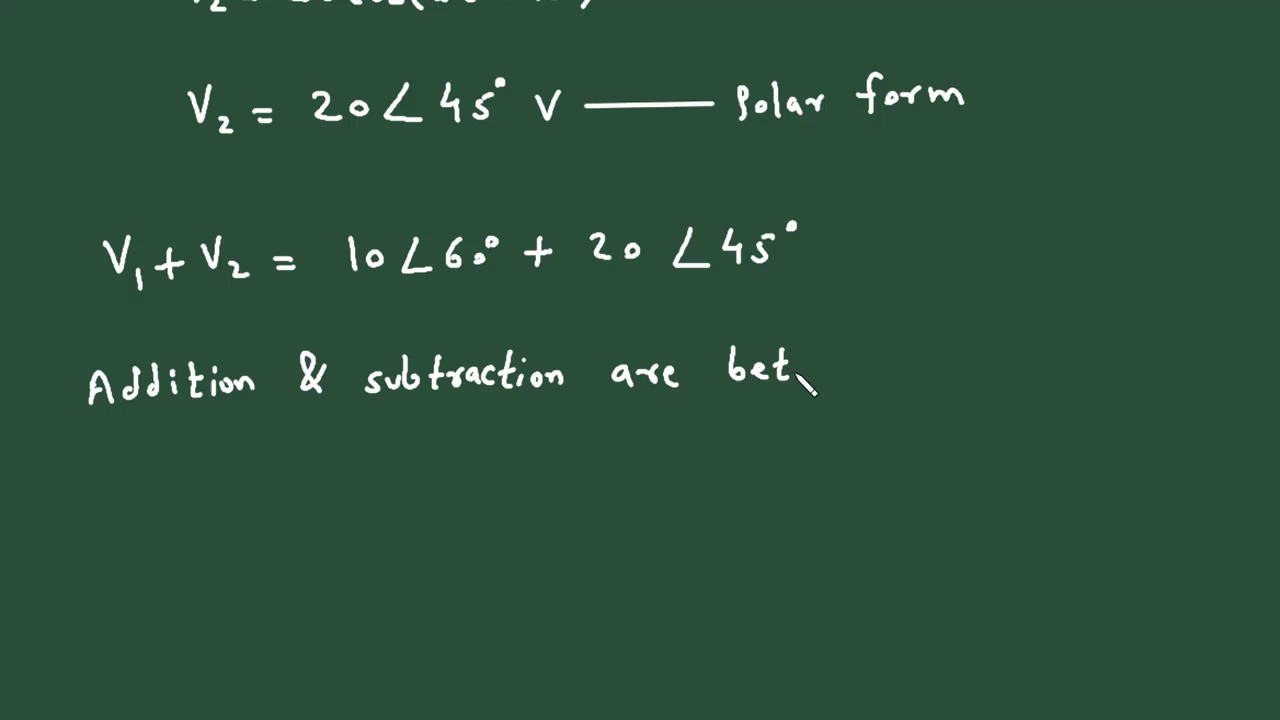 V₂ = 20∠45° V —— Polar form
V₁ + V₂ = 10∠60° + 20∠45°
Addition & subtraction are bet